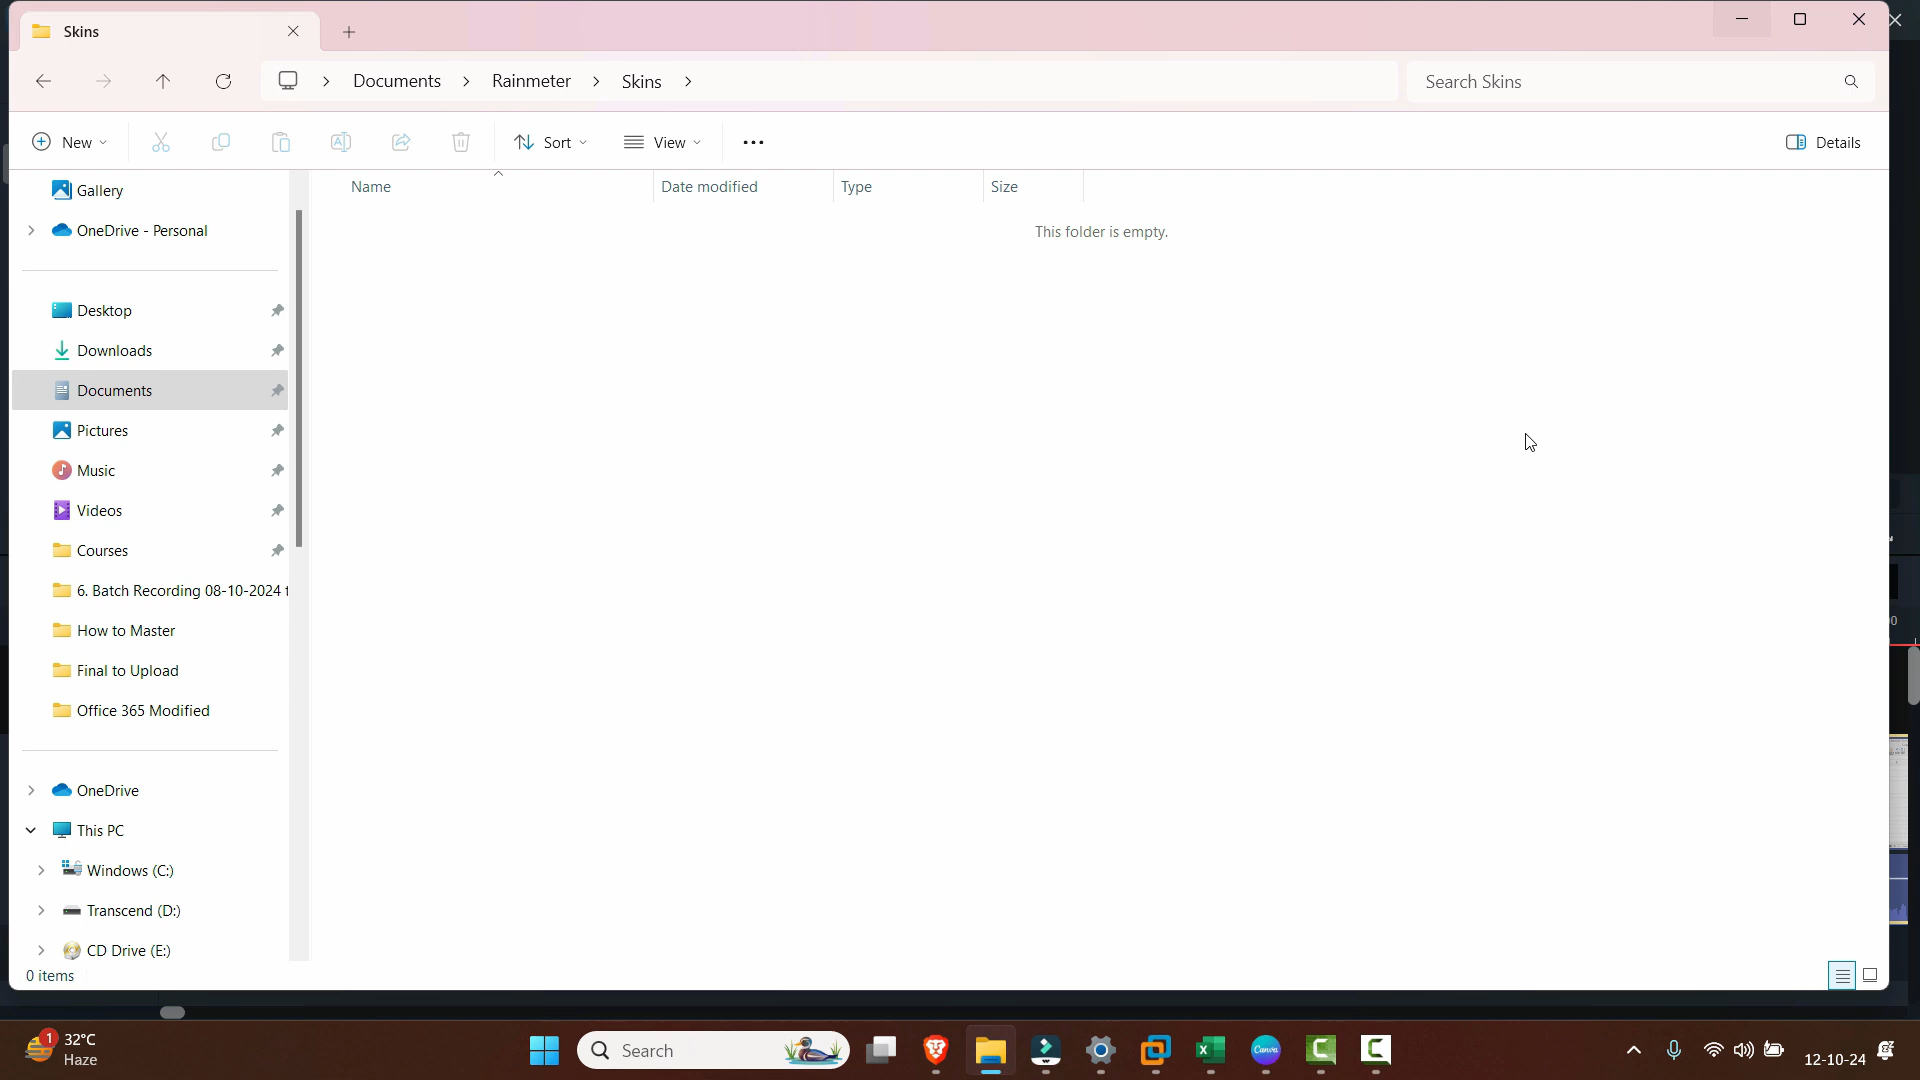 Skins
Documents > Rainmeter > Skins >
Search Skins
New
Sort
View
Details
Name
Date modified
Type
Size
This folder is empty.
Gallery
OneDrive - Personal
Desktop
Downloads
Documents
Pictures
Music
Videos
Courses
6. Batch Recording 08-10-2024 t
How to Master
Final to Upload
Office 365 Modified
OneDrive
This PC
Windows (C:)
Transcend (D:)
CD Drive (E:)
0 items
1
32°C
Haze
Search
Canva
12-10-24